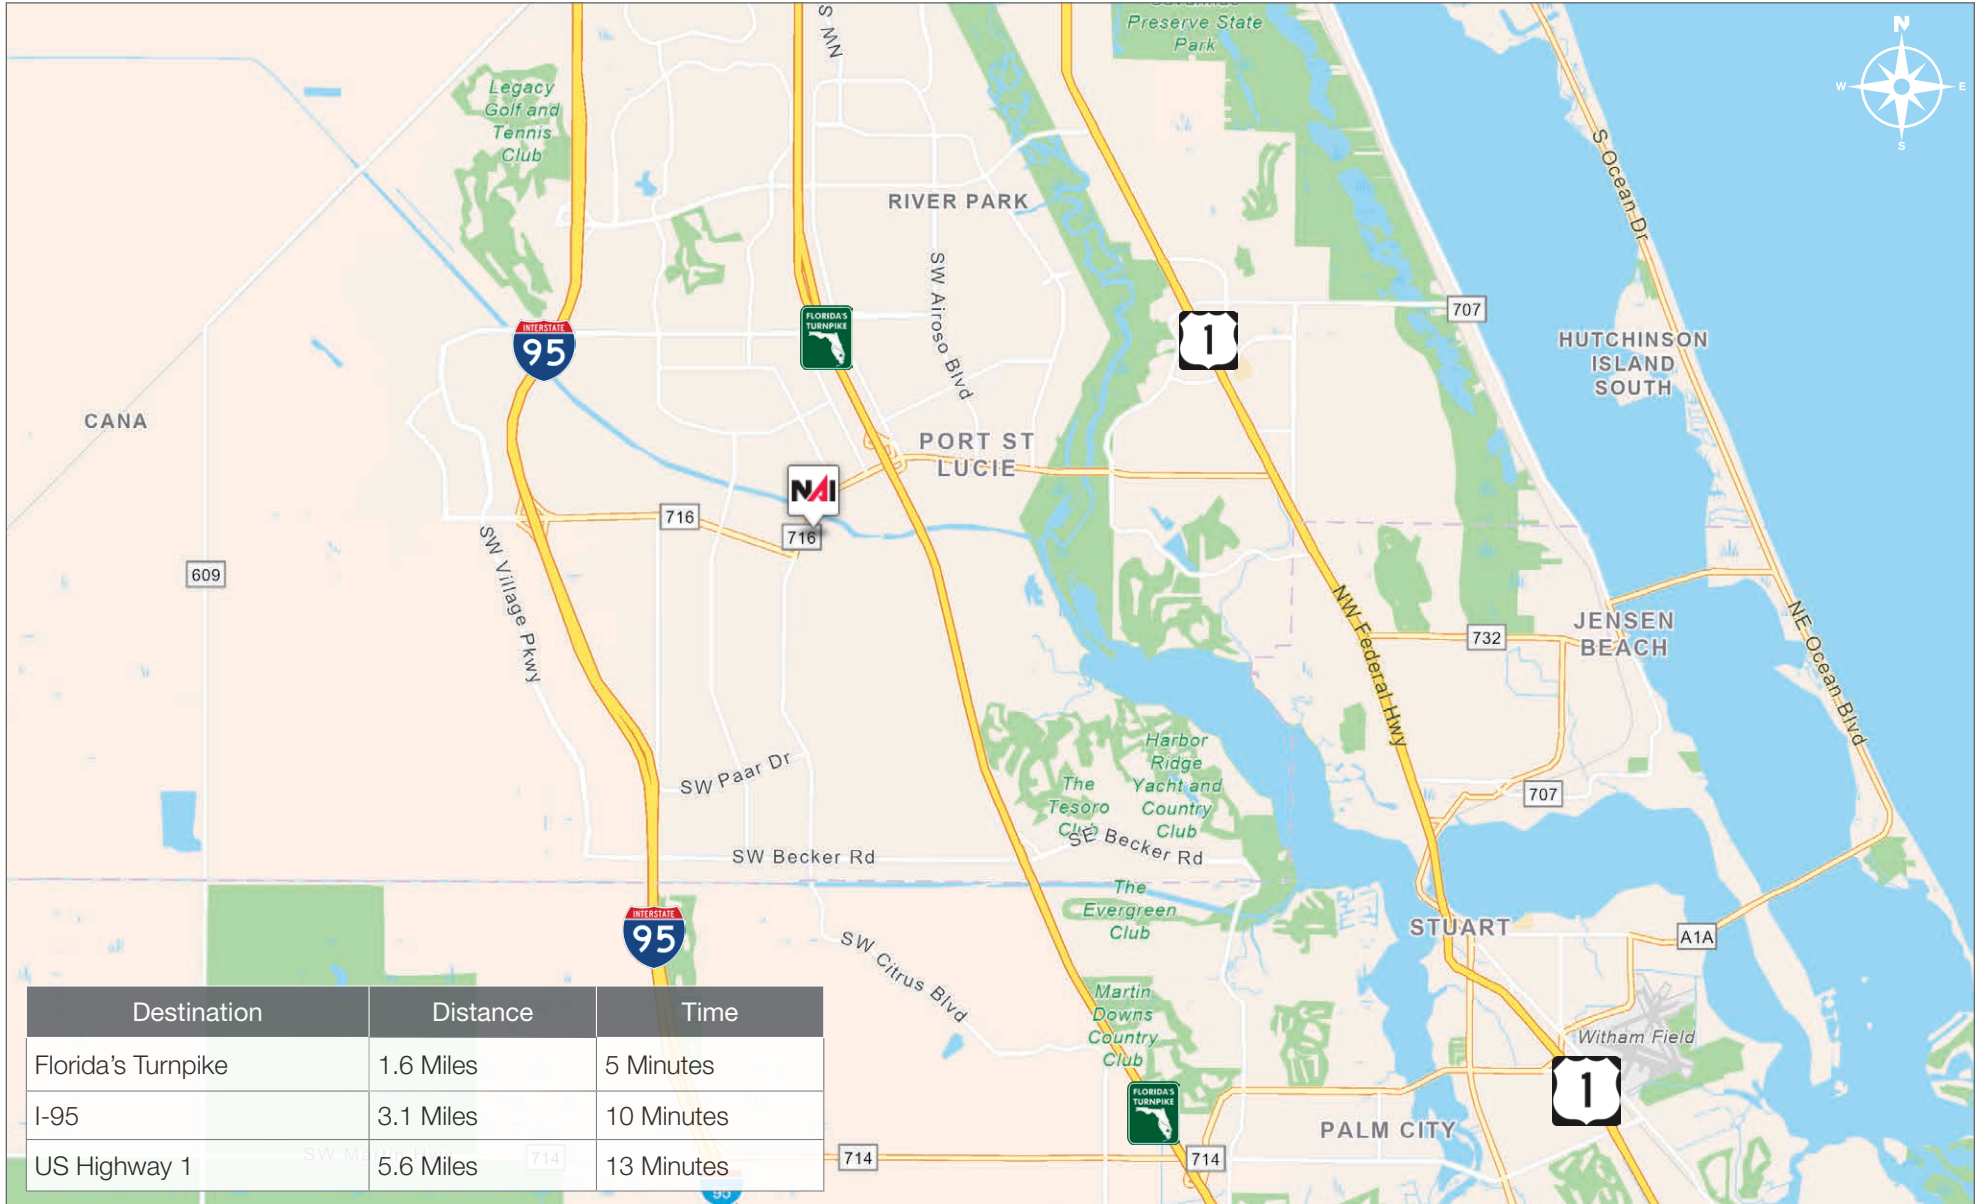 Preserve State
Park
N
W
E
S
S MN
Legacy
Golf and
Tennis
Club
S Ocean Dr
RIVER PARK
SW Airoso Blvd
707
FLORIDA'S
TURNPIKE
INTERSTATE
95
1
HUTCHINSON
ISLAND
SOUTH
CANA
PORT ST
LUCIE
NAI
716
716
SW Village Pkwy
609
NW Federal Hwy
732
JENSEN
BEACH
NE Ocean Blvd
SW Paar Dr
Harbor
Ridge
Yacht and
Country
Club
The
Tesoro
Club
707
SE Becker Rd
SW Becker Rd
The
Evergreen
Club
INTERSTATE
95
STUART
A1A
SW Citrus Blvd
Martin
Downs
Country
Club
Witham Field
FLORIDA'S
TURNPIKE
1
PALM CITY
714
714
Destination Distance Time
Florida's Turnpike 1.6 Miles 5 Minutes
I-95 3.1 Miles 10 Minutes
US Highway 1 5.6 Miles 13 Minutes
714
95